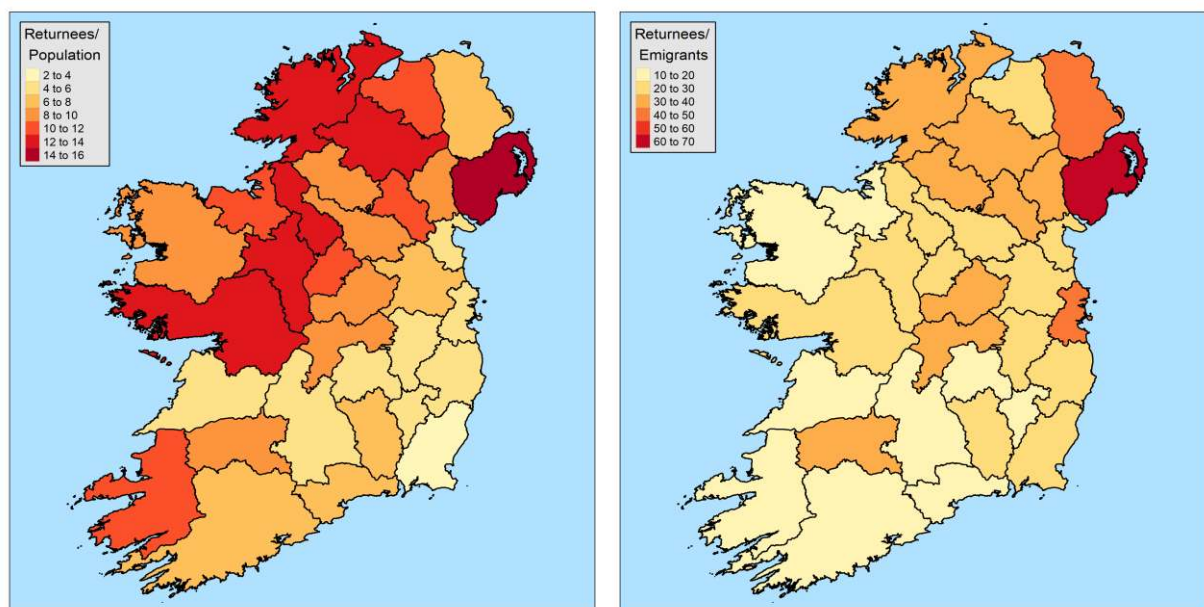 Returnees/
Population
2 to 4
4 to 6
6 to 8
8 to 10
10 to 12
12 to 14
14 to 16
Returnees/
Emigrants
10 to 20
20 to 30
30 to 40
40 to 50
50 to 60
60 to 70